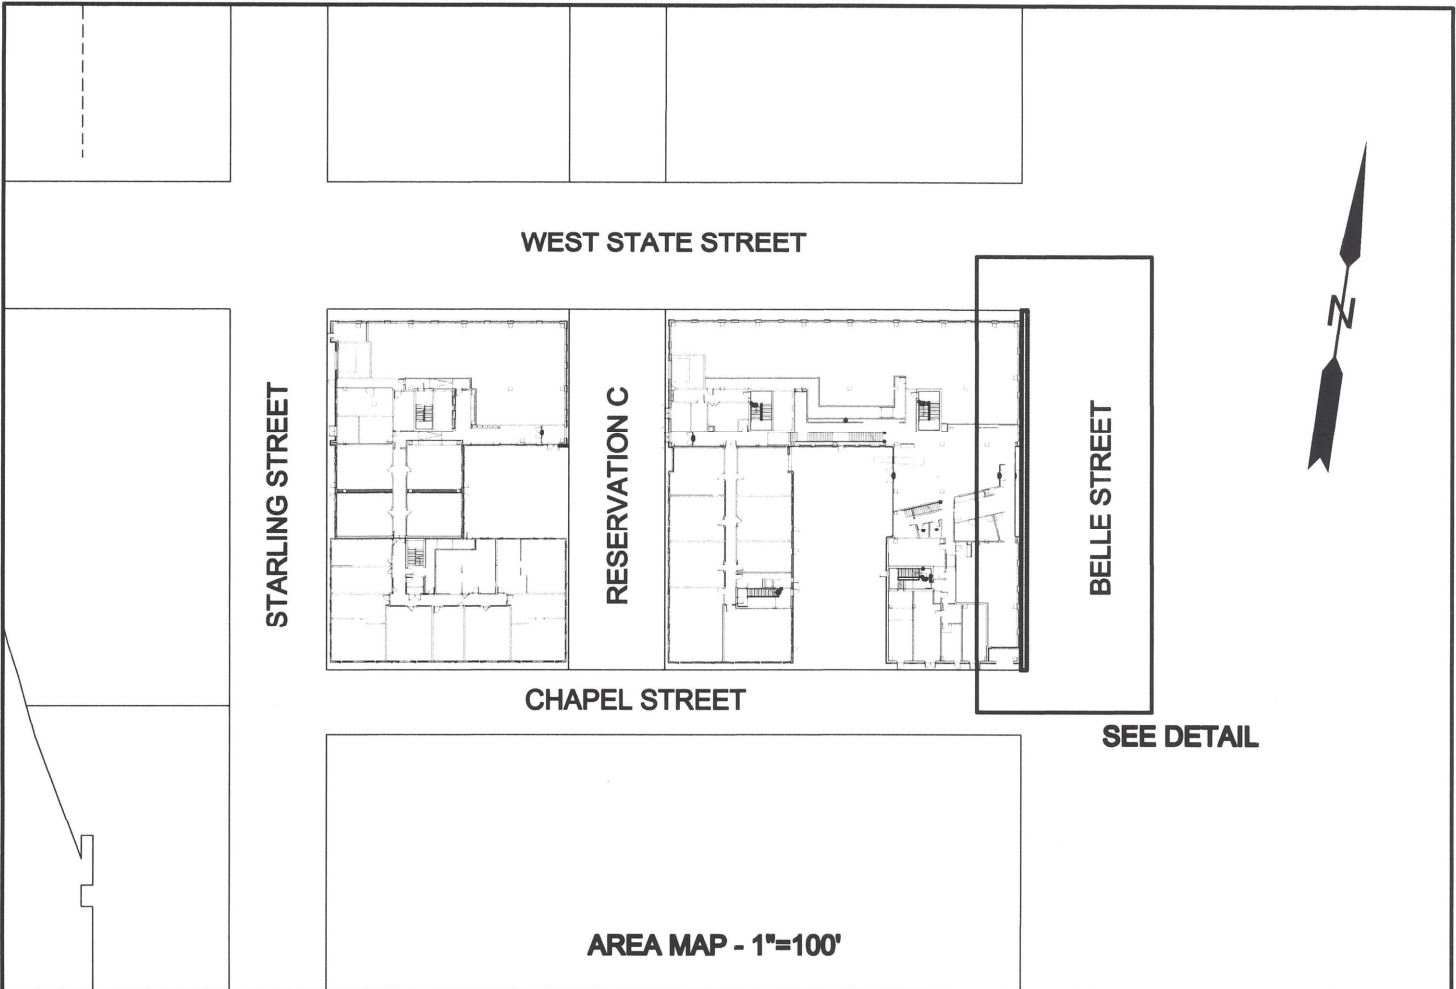 WEST STATE STREET
N
STARLING STREET
RESERVATION C
BELLE STREET
CHAPEL STREET
SEE DETAIL
AREA MAP - 1"=100'